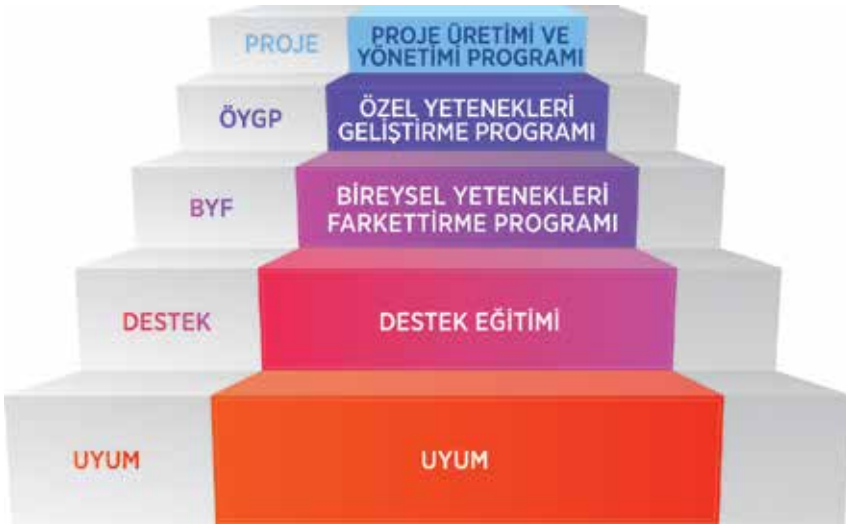 PROJE
PROJE ÜRETİMİ VE
YÖNETİMİ PROGRAMI
ÖYGP
ÖZEL YETENEKLERİ
GELİŞTİRME PROGRAMI
BYF
BİREYSEL YETENEKLERİ
FARKETTİRME PROGRAMI
DESTEK
DESTEK EĞİTİMİ
UYUM
UYUM